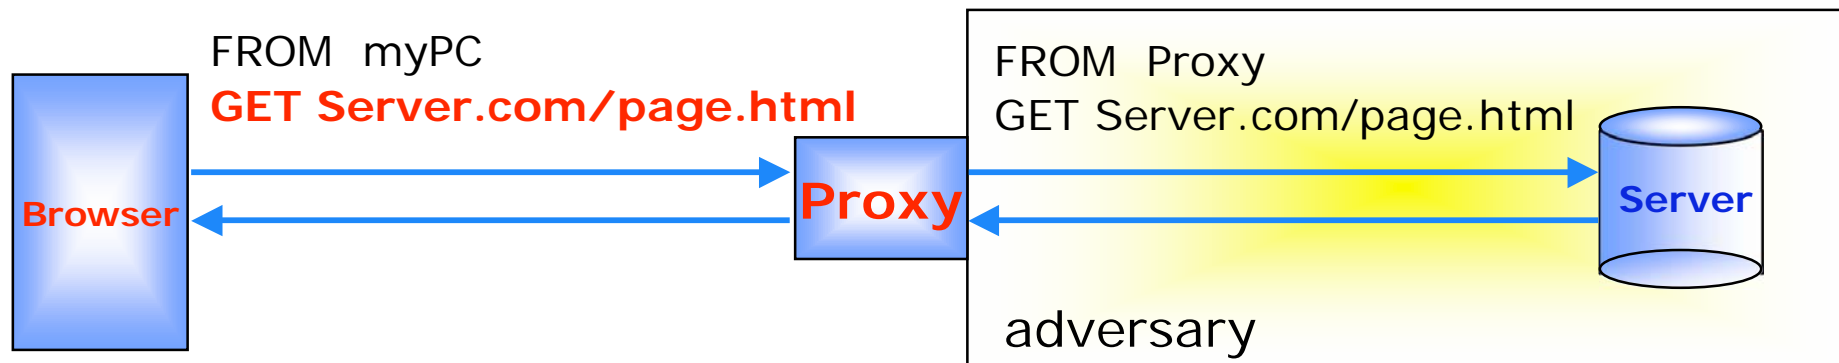 FROM myPC
GET Server.com/page.html
FROM Proxy
GET Server.com/page.html
Browser
Proxy
Server
adversary